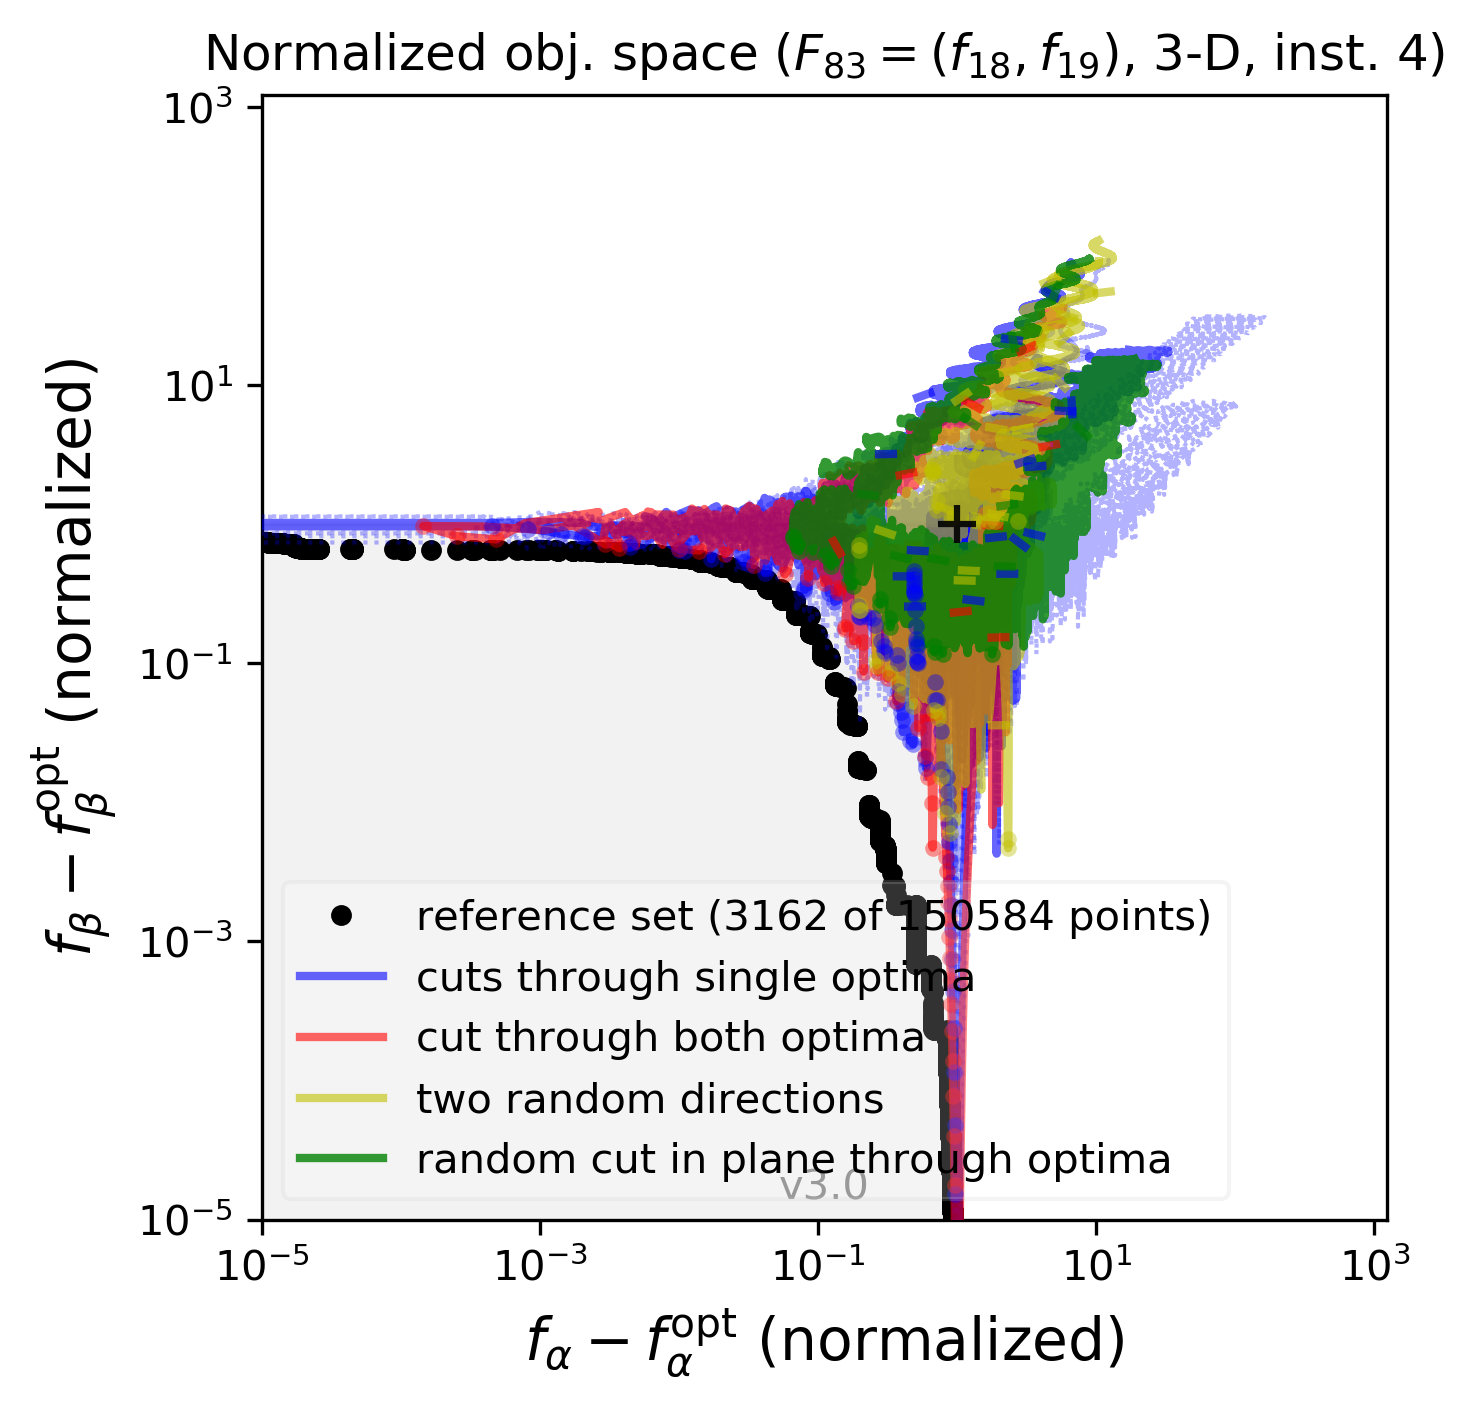 Normalized obj. space (F₈₃ = (f₁₈, f₁₉), 3-D, inst. 4)
10³
10¹
10⁻¹
10⁻³
10⁻⁵
f_β − f_β^opt (normalized)
reference set (3162 of 150584 points)
cuts through single optima
cut through both optima
two random directions
random cut in plane through optima
v3.0
10⁻⁵ 10⁻³ 10⁻¹ 10¹ 10³
f_α − f_α^opt (normalized)